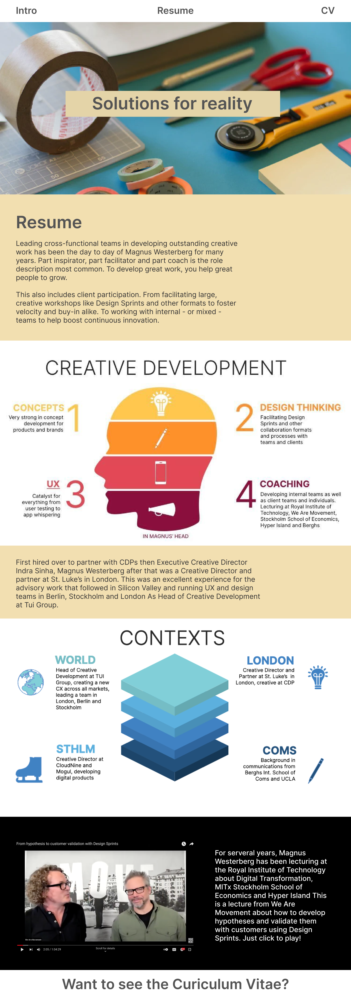 Intro
Resume
CV
Solutions for reality
55
A2
50
mt
mt
Resume
Leading cross-functional teams in developing outstanding creative
work has been the day to day of Magnus Westerberg for many
years. Part inspirator, part facilitator and part coach is the role
description most common. To develop great work, you help great
people to grow.
This also includes client participation. From facilitating large,
creative workshops like Design Sprints and other formats to foster
velocity and buy-in alike. To working with internal - or mixed -
teams to help boost continuous innovation.
CREATIVE DEVELOPMENT
CONCEPTS 1
Very strong in concept
development for
products and brands
2 DESIGN THINKING
Facilitating Design
Sprints and other
collaboration formats
and processes with
teams and clients
UX 3
Catalyst for
everything from
user testing to
app whispering
4 COACHING
Developing internal teams as well
as client teams and individuals.
Lecturing at Royal Institute of
Technology, We Are Movement,
Stockholm School of Economics,
Hyper Island and Berghs
IN MAGNUS' HEAD
First hired over to partner with CDPs then Executive Creative Director
Indra Sinha, Magnus Westerberg after that was a Creative Director and
partner at St. Luke's in London. This was an excellent experience for the
advisory work that followed in Silicon Valley and running UX and design
teams in Berlin, Stockholm and London As Head of Creative Development
at Tui Group.
CONTEXTS
WORLD
Head of Creative
Development at TUI
Group, creating a new
CX across all markets,
leading a team in
London, Berlin and
Stockholm
LONDON
Creative Director and
Partner at St. Luke's in
London, creative at CDP
STHLM
Creative Director at
CloudNine and
Mogul, developing
digital products
COMS
Background in
communications from
Berghs Int. School of
Coms and UCLA
From hypothesis to customer validation with Design Sprints
MOVE
We Are Movement
MOVE
MENT
2:05 / 1:04:29
Scroll for details
For serveral years, Magnus
Westerberg has been lecturing at
the Royal Institute of Technology
about Digital Transformation,
MITx Stockholm School of
Economics and Hyper Island This
is a lecture from We Are
Movement about how to develop
hypotheses and validate them
with customers using Design
Sprints. Just click to play!
Want to see the Curiculum Vitae?